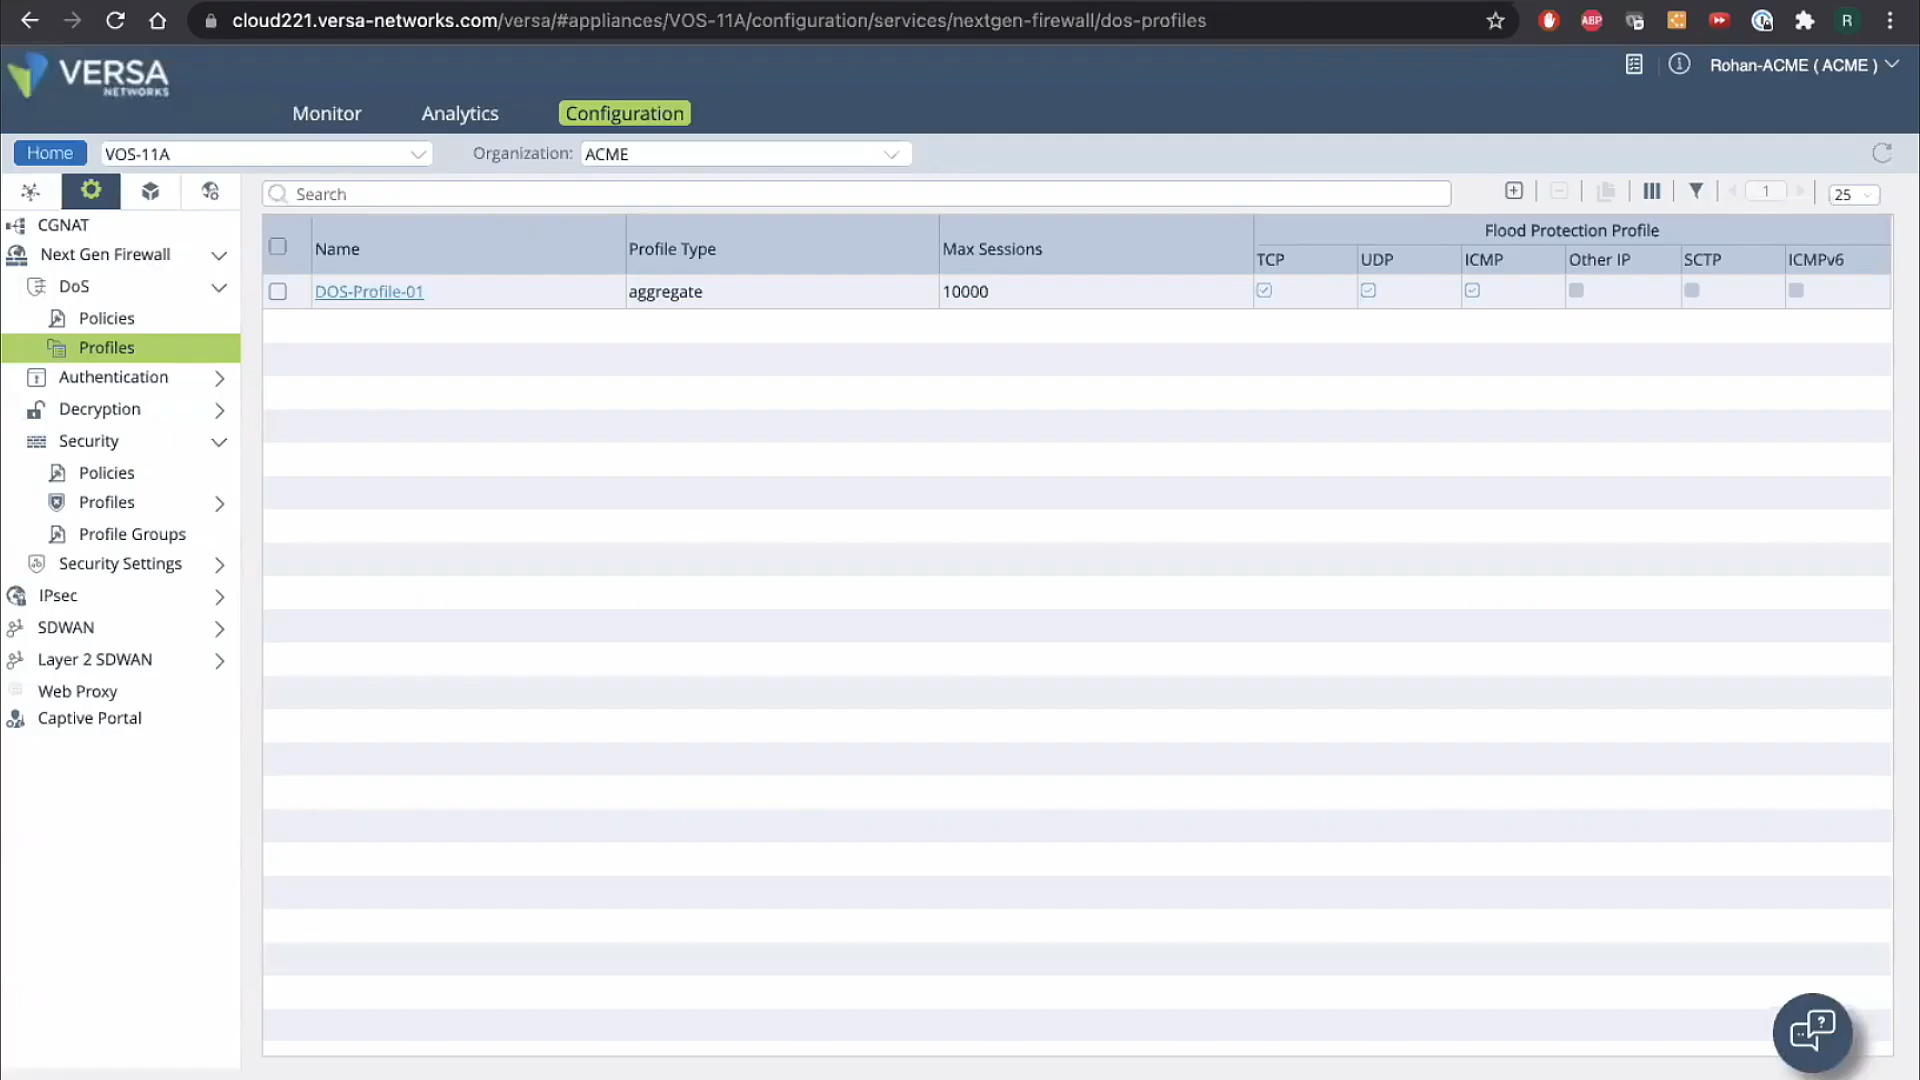 cloud221.versa-networks.com/versa/#appliances/VOS-11A/configuration/services/nextgen-firewall/dos-profiles
ABP
R
VERSA
NETWORKS
Rohan-ACME ( ACME )
Monitor
Analytics
Configuration
Home
VOS-11A
Organization:
ACME
Search
1
25
CGNAT
Next Gen Firewall
DoS
Policies
Profiles
Authentication
Decryption
Security
Policies
Profiles
Profile Groups
Security Settings
IPsec
SDWAN
Layer 2 SDWAN
Web Proxy
Captive Portal
Flood Protection Profile
Name
Profile Type
Max Sessions
TCP
UDP
ICMP
Other IP
SCTP
ICMPv6
DOS-Profile-01
aggregate
10000